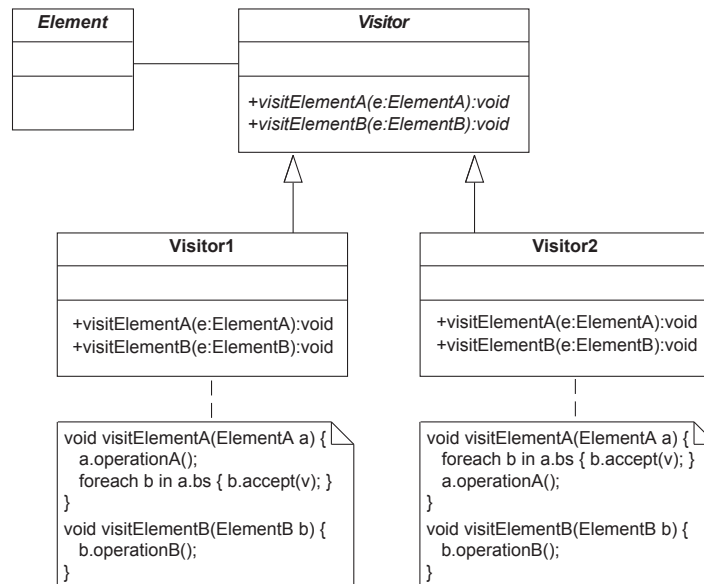 Element
Visitor
+visitElementA(e:ElementA):void
+visitElementB(e:ElementB):void
Visitor1
+visitElementA(e:ElementA):void
+visitElementB(e:ElementB):void
Visitor2
+visitElementA(e:ElementA):void
+visitElementB(e:ElementB):void
void visitElementA(ElementA a) {
a.operationA();
foreach b in a.bs { b.accept(v); }
}
void visitElementB(ElementB b) {
b.operationB();
}
void visitElementA(ElementA a) {
foreach b in a.bs { b.accept(v); }
a.operationA();
}
void visitElementB(ElementB b) {
b.operationB();
}